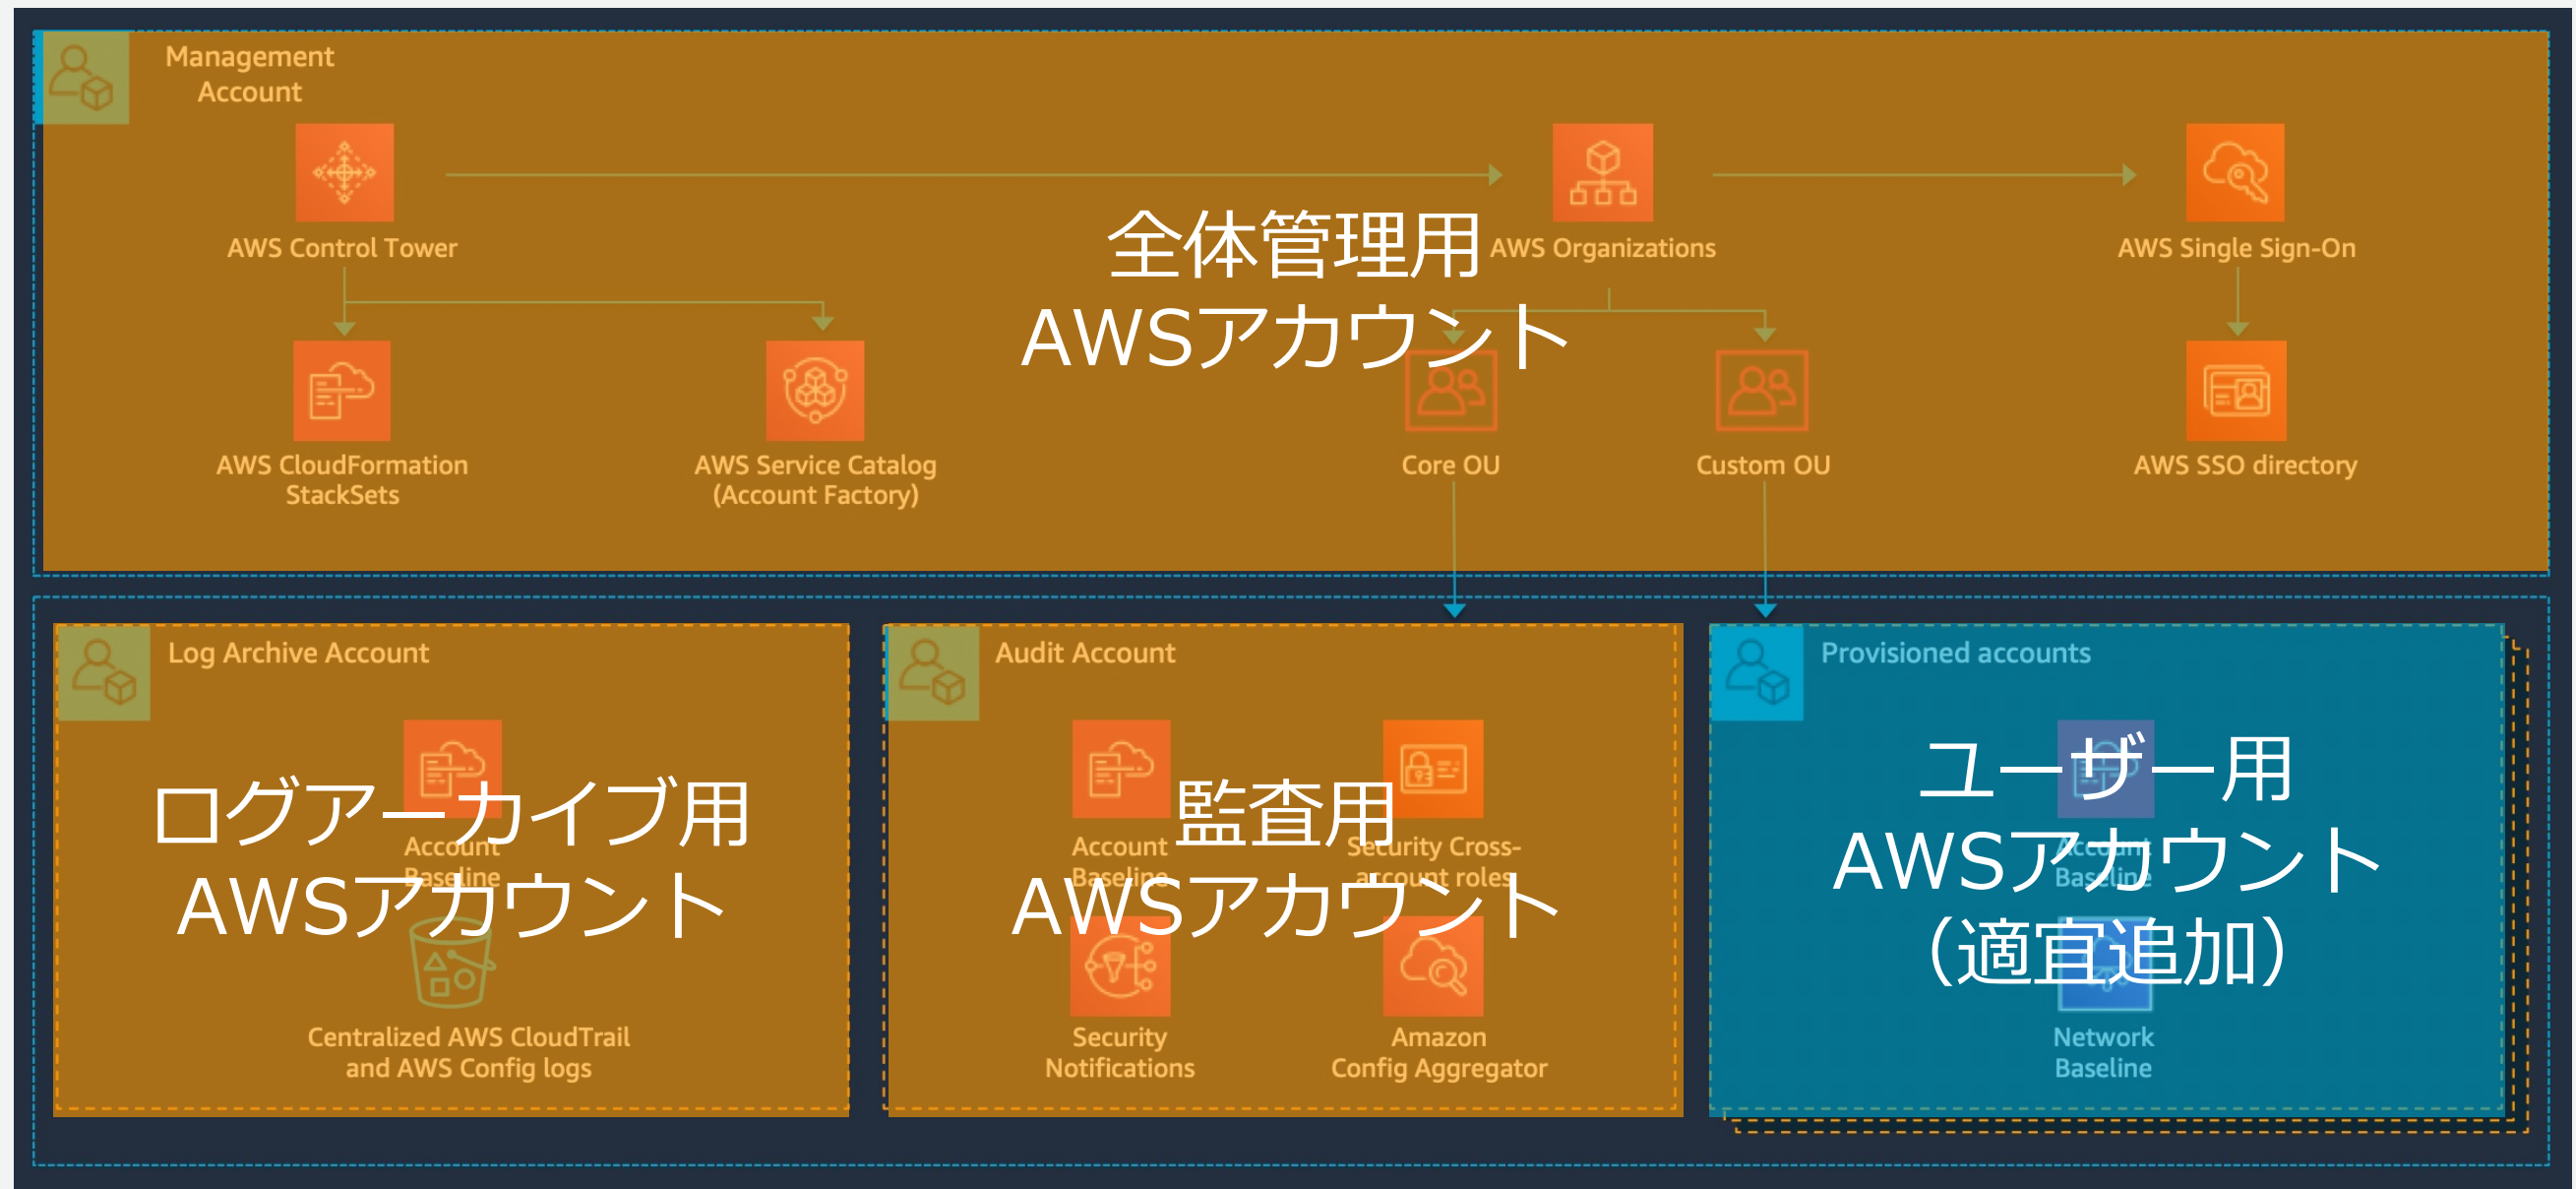 Management
Account
AWS Control Tower
AWS Organizations
AWS Single Sign-On
全体管理用
AWSアカウント
AWS CloudFormation
StackSets
AWS Service Catalog
(Account Factory)
Core OU
Custom OU
AWS SSO directory
Log Archive Account
ログアーカイブ用
AWSアカウント
Account
Baseline
Centralized AWS CloudTrail
and AWS Config logs
Audit Account
監査用
AWSアカウント
Account
Baseline
Security Cross-
account roles
Security
Notifications
Amazon
Config Aggregator
Provisioned accounts
ユーザー用
AWSアカウント
（適宜追加）
Account
Baseline
Network
Baseline